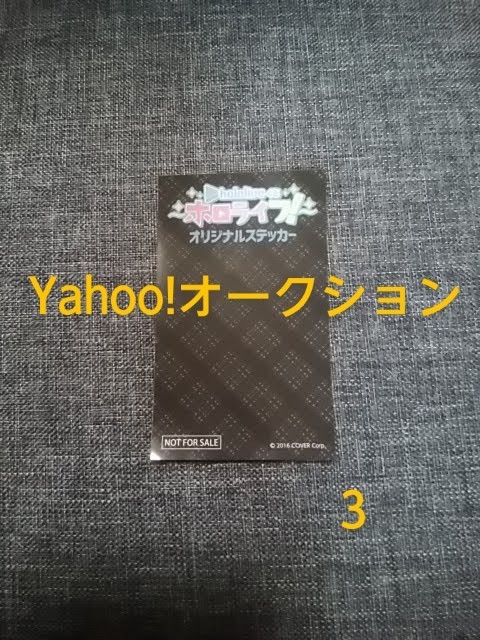 ホロライブ!
オリジナルステッカー
Yahoo!オークション
NOT FOR SALE
© 2016 COVER Corp.
3